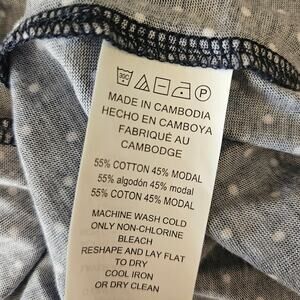 30C
P
MADE IN CAMBODIA
HECHO EN CAMBOYA
FABRIQUÉ AU
CAMBODGE
55% COTTON 45% MODAL
55% algodón 45% modal
55% COTON 45% MODAL
MACHINE WASH COLD
ONLY NON-CHLORINE
BLEACH
RESHAPE AND LAY FLAT
TO DRY
COOL IRON
OR DRY CLEAN